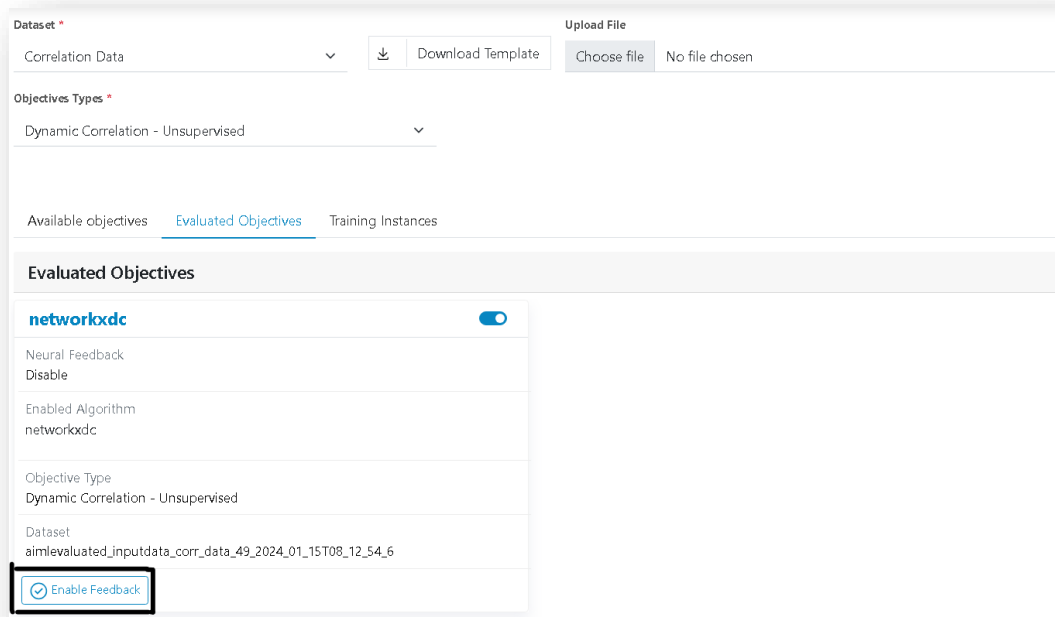 Dataset *
Upload File
Correlation Data
Download Template
Choose file
No file chosen
Objectives Types *
Dynamic Correlation - Unsupervised
Available objectives
Evaluated Objectives
Training Instances
Evaluated Objectives
networkxdc
Neural Feedback
Disable
Enabled Algorithm
networkxdc
Objective Type
Dynamic Correlation - Unsupervised
Dataset
aimlevaluated_inputdata_corr_data_49_2024_01_15T08_12_54_6
Enable Feedback